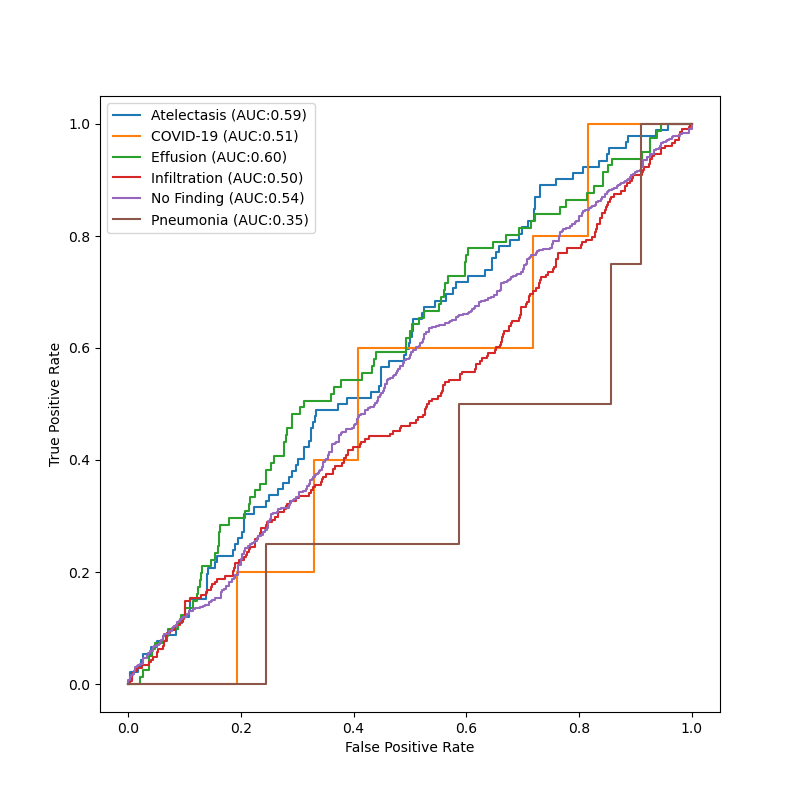 Atelectasis (AUC:0.59)
COVID-19 (AUC:0.51)
Effusion (AUC:0.60)
Infiltration (AUC:0.50)
No Finding (AUC:0.54)
Pneumonia (AUC:0.35)
1.0
0.8
0.6
0.4
0.2
0.0
True Positive Rate
0.0 0.2 0.4 0.6 0.8 1.0
False Positive Rate